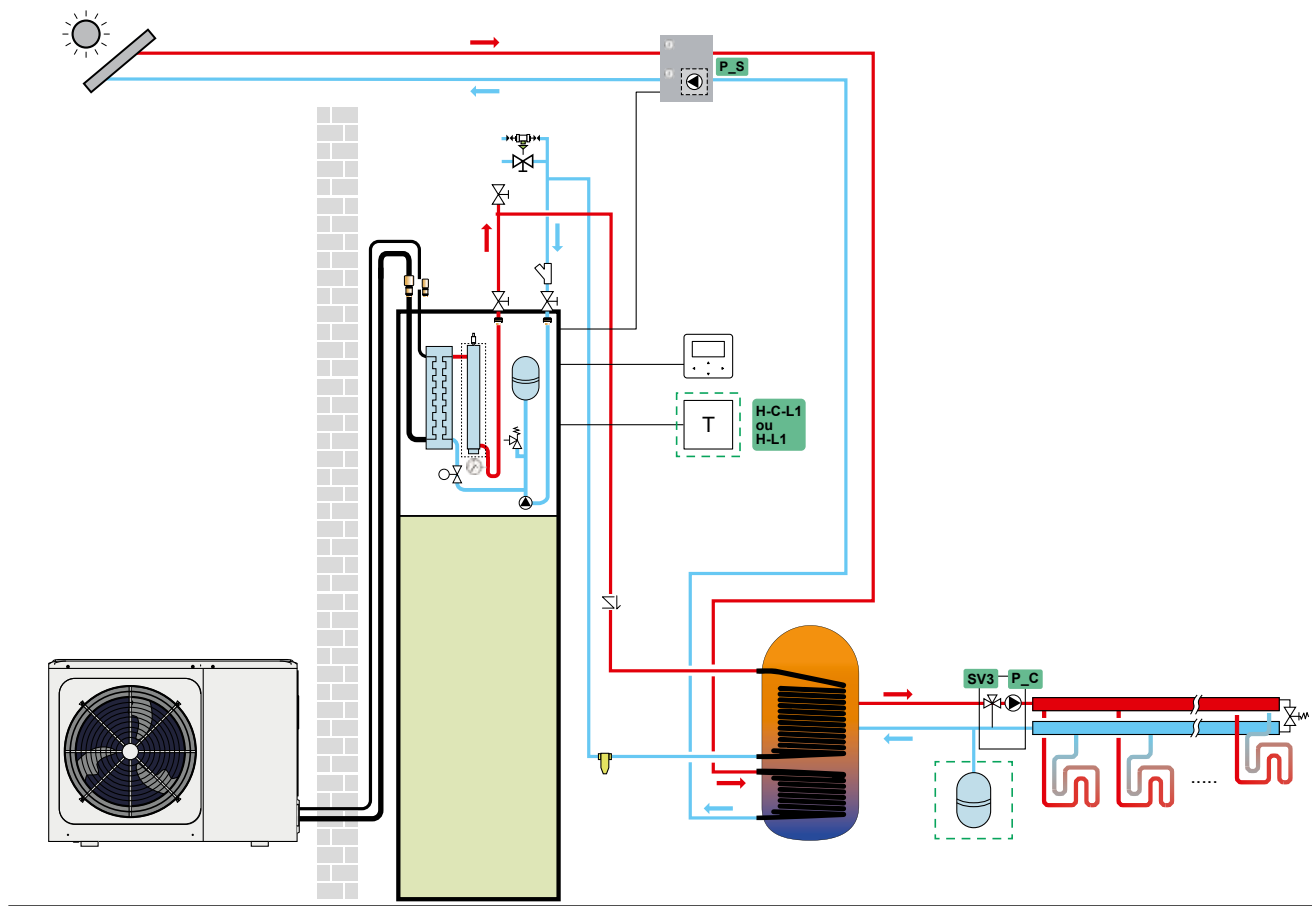 P_S
T
H-C-L1
ou
H-L1
SV3
P_C
.....